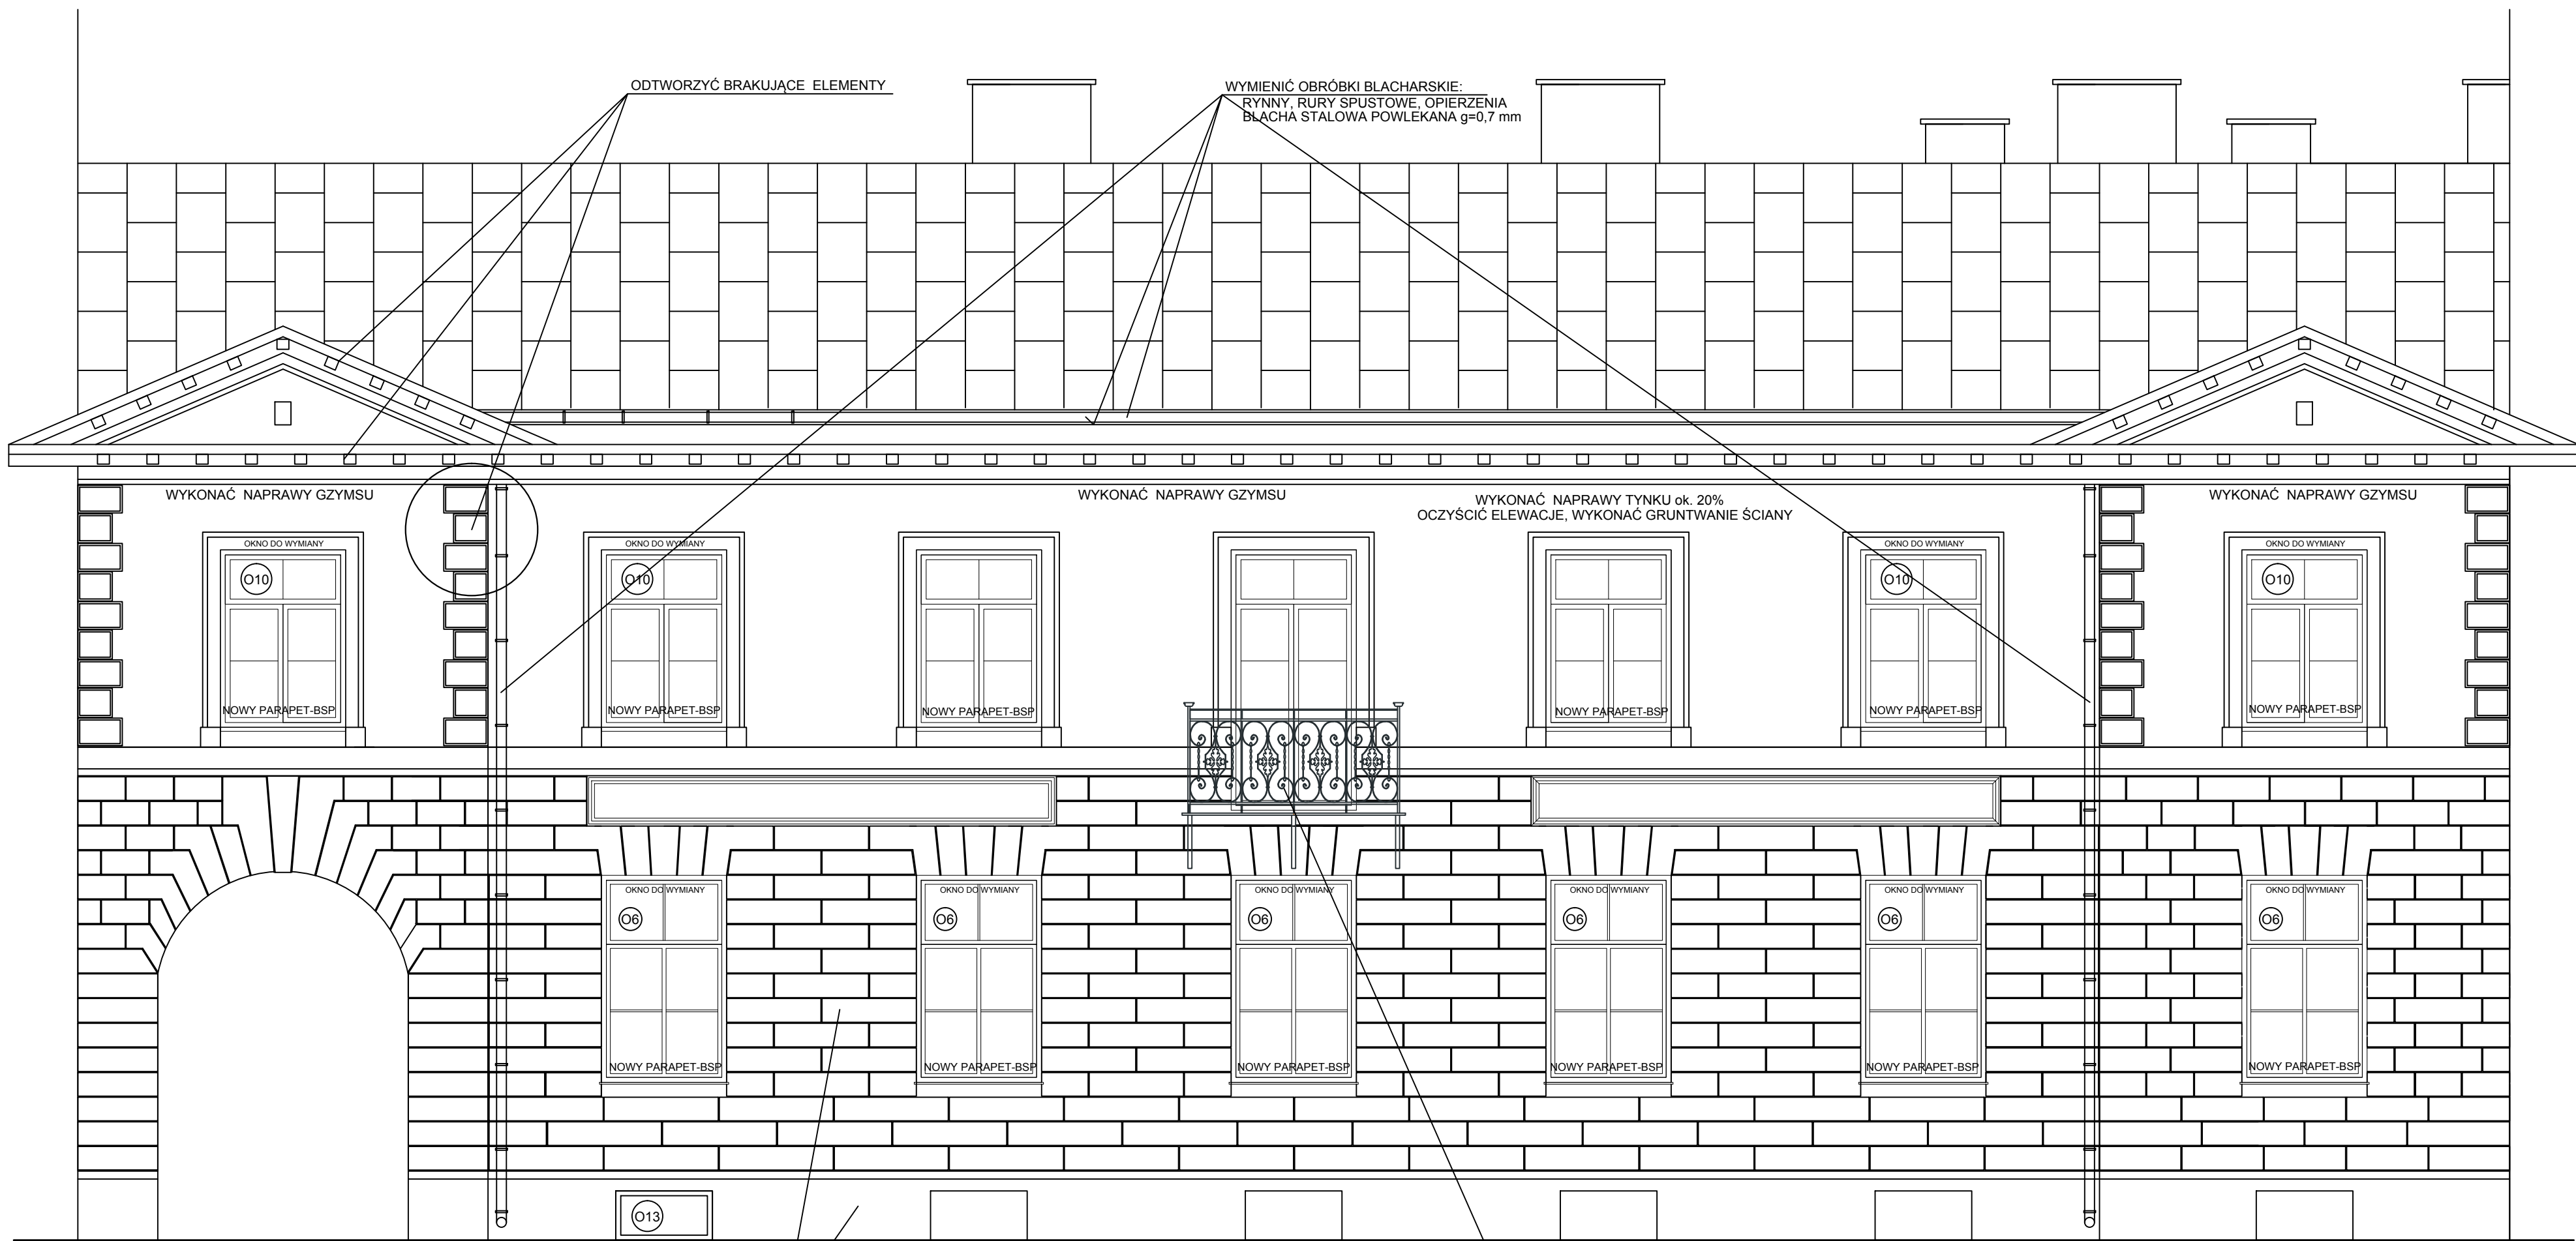 ODTWORZYĆ BRAKUJĄCE ELEMENTY
WYMIENIĆ OBRÓBKI BLACHARSKIE:
RYNNY, RURY SPUSTOWE, OPIERZENIA
BLACHA STALOWA POWLEKANA g=0,7 mm
WYKONAĆ NAPRAWY GZYMSU
WYKONAĆ NAPRAWY GZYMSU
WYKONAĆ NAPRAWY TYNKU ok. 20%
OCZYŚCIĆ ELEWACJE, WYKONAĆ GRUNTWANIE ŚCIANY
WYKONAĆ NAPRAWY GZYMSU
OKNO DO WYMIANY
OKNO DO WYMIANY
OKNO DO WYMIANY
OKNO DO WYMIANY
O10
O10
O10
O10
NOWY PARAPET-BSP
NOWY PARAPET-BSP
NOWY PARAPET-BSP
NOWY PARAPET-BSP
NOWY PARAPET-BSP
NOWY PARAPET-BSP
OKNO DO WYMIANY
OKNO DO WYMIANY
OKNO DO WYMIANY
OKNO DO WYMIANY
OKNO DO WYMIANY
OKNO DO WYMIANY
O6
O6
O6
O6
O6
O6
NOWY PARAPET-BSP
NOWY PARAPET-BSP
NOWY PARAPET-BSP
NOWY PARAPET-BSP
NOWY PARAPET-BSP
NOWY PARAPET-BSP
O13